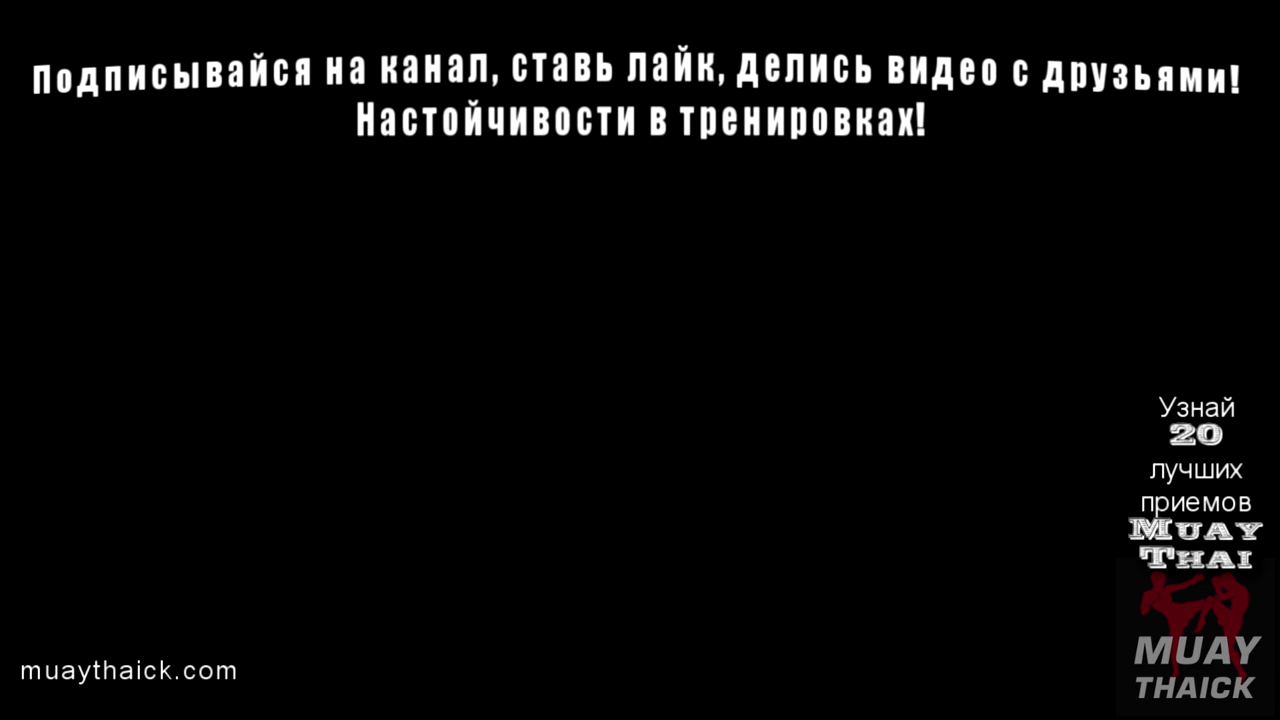 Подписывайся на канал, ставь лайк, делись видео с друзьями!
Настойчивости в тренировках!
Узнай
20
лучших
приемов
MUAY
THAI
MUAY
THAICK
muaythaick.com